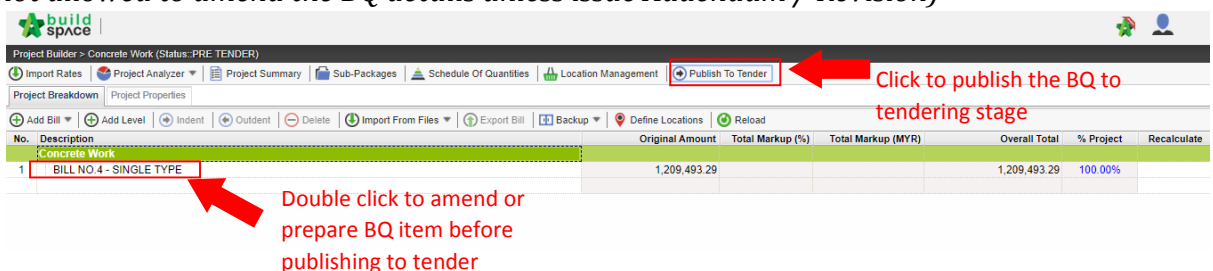 not allowed to amend the BQ details unless issue Addendum / Revision)
build
space
Project Builder > Concrete Work (Status::PRE TENDER)
Import Rates Project Analyzer Project Summary Sub-Packages Schedule Of Quantities Location Management Publish To Tender
Click to publish the BQ to
tendering stage
Project Breakdown Project Properties
Add Bill Add Level Indent Outdent Delete Import From Files Export Bill Backup Define Locations Reload
No. Description Original Amount Total Markup (%) Total Markup (MYR) Overall Total % Project Recalculate
Concrete Work
1 BILL NO.4 - SINGLE TYPE 1,209,493.29 1,209,493.29 100.00%
Double click to amend or
prepare BQ item before
publishing to tender